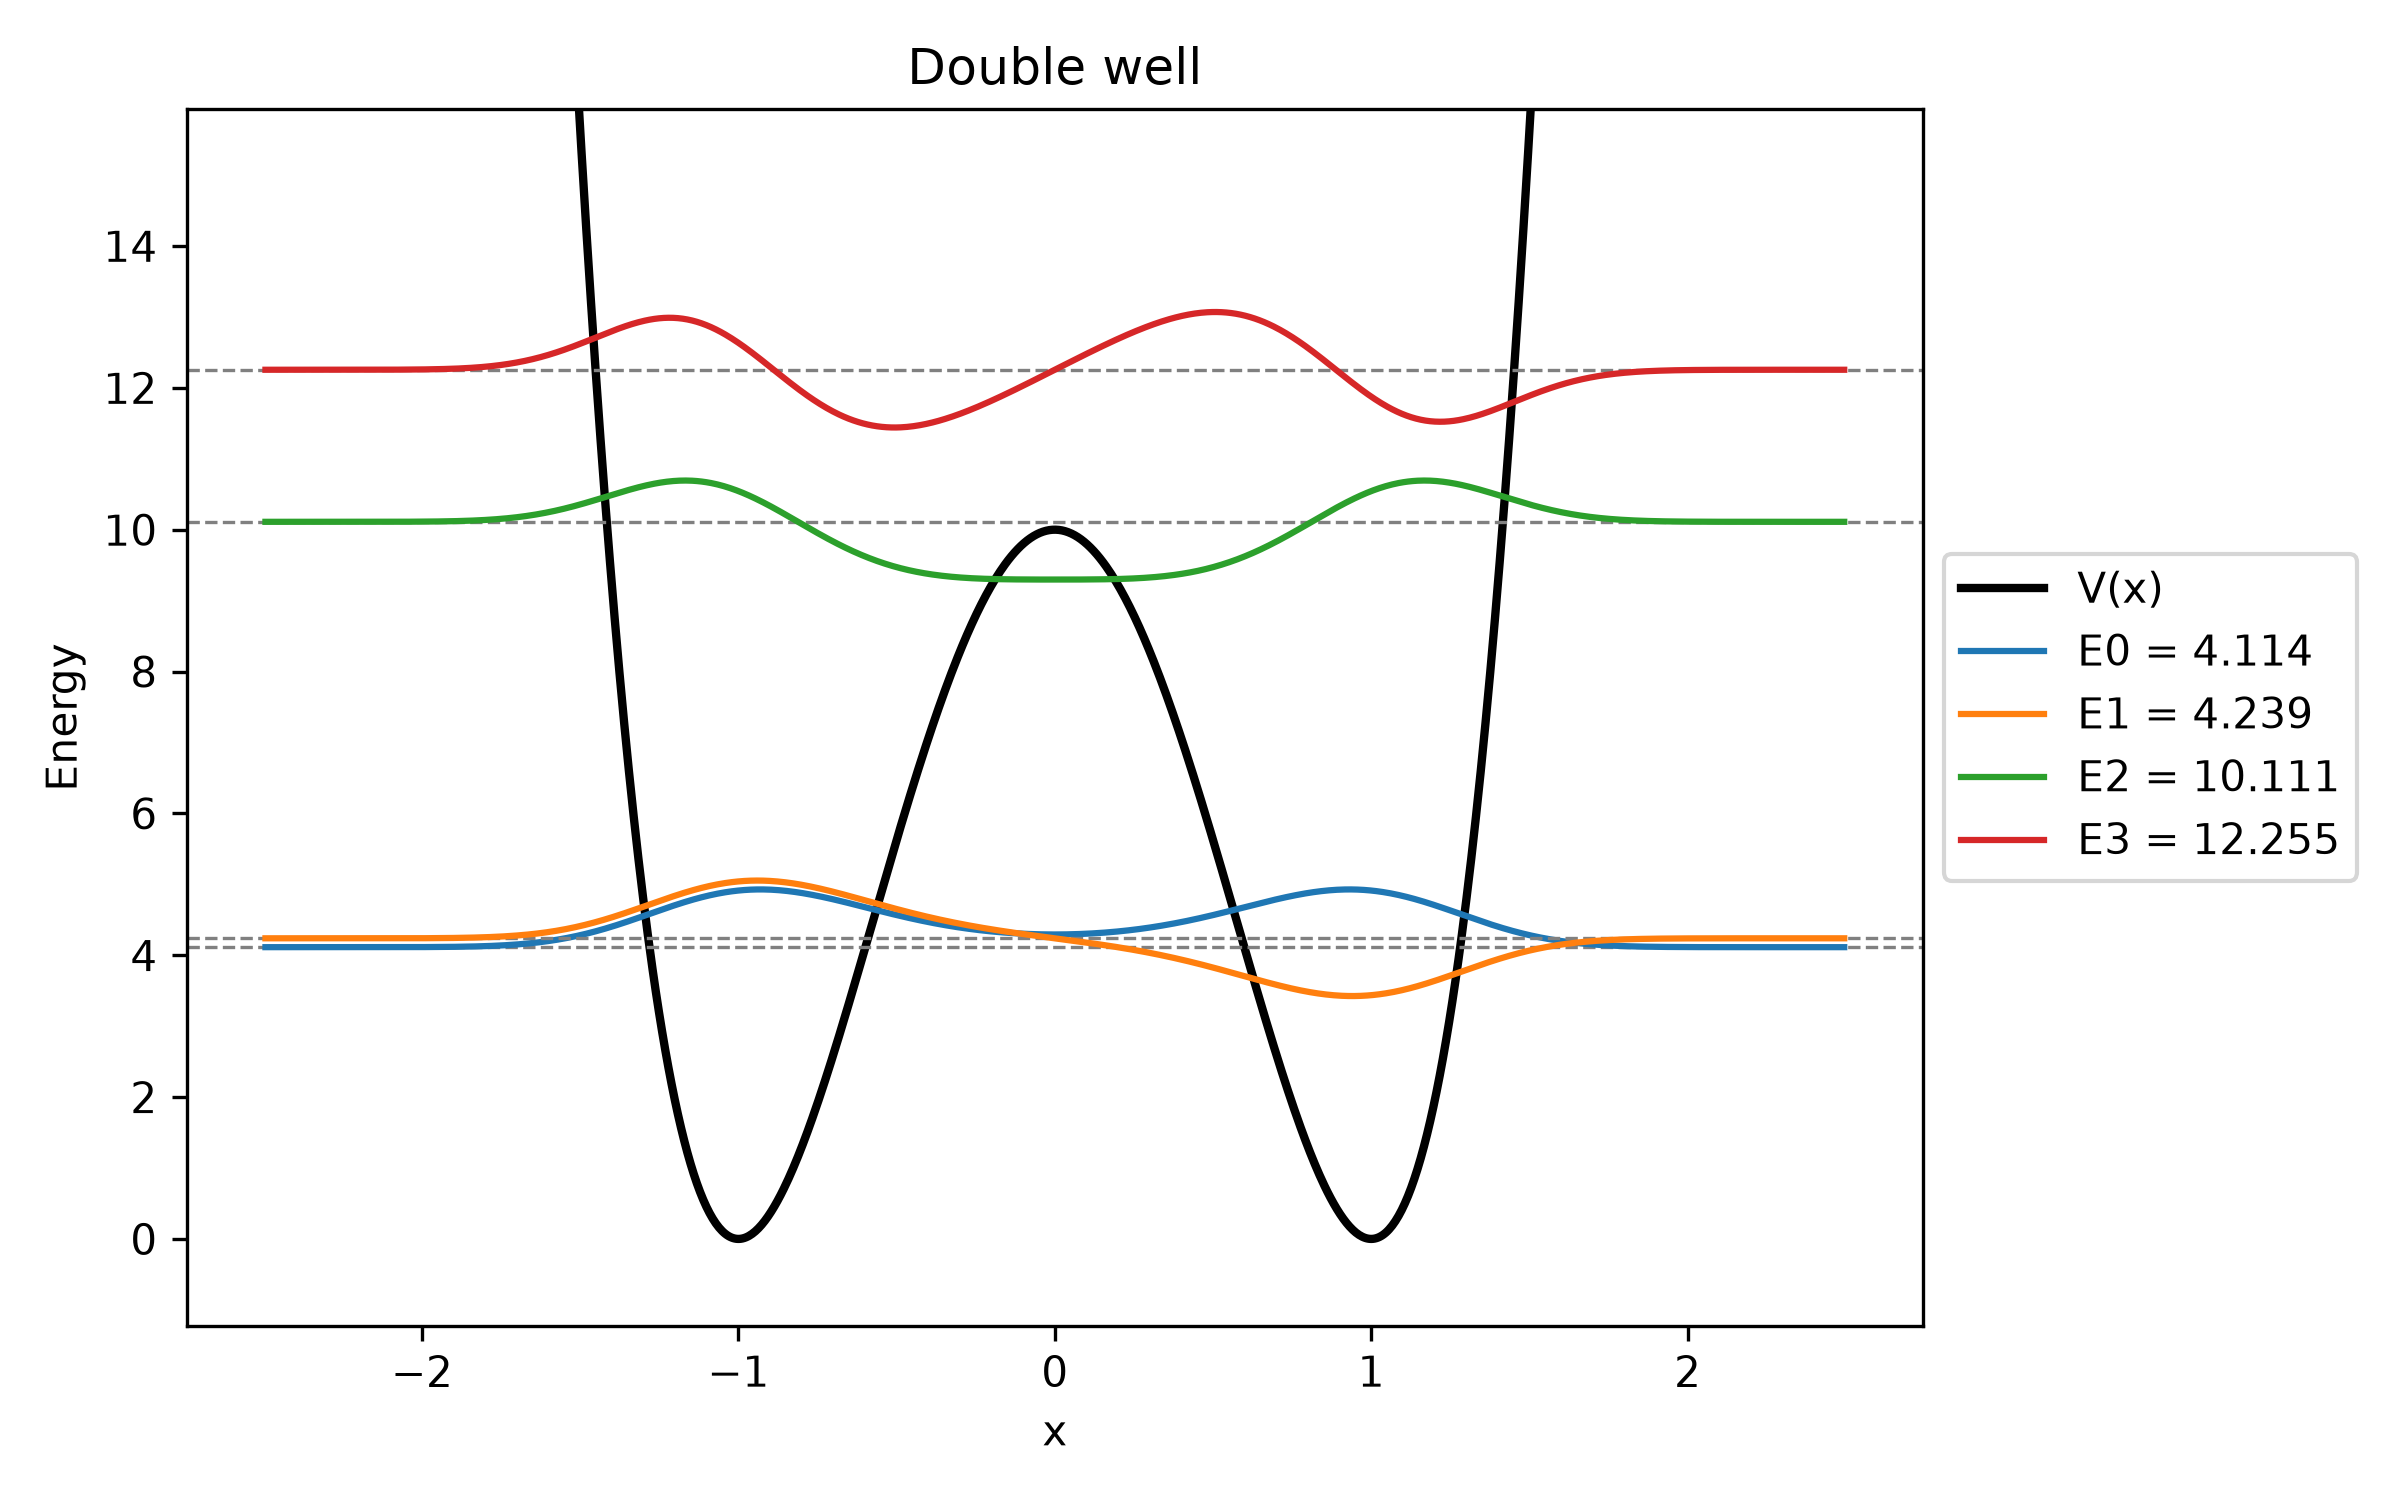 Double well
Energy
14
12
10
8
6
4
2
0
−2
−1
0
1
2
x
V(x)
E0 = 4.114
E1 = 4.239
E2 = 10.111
E3 = 12.255